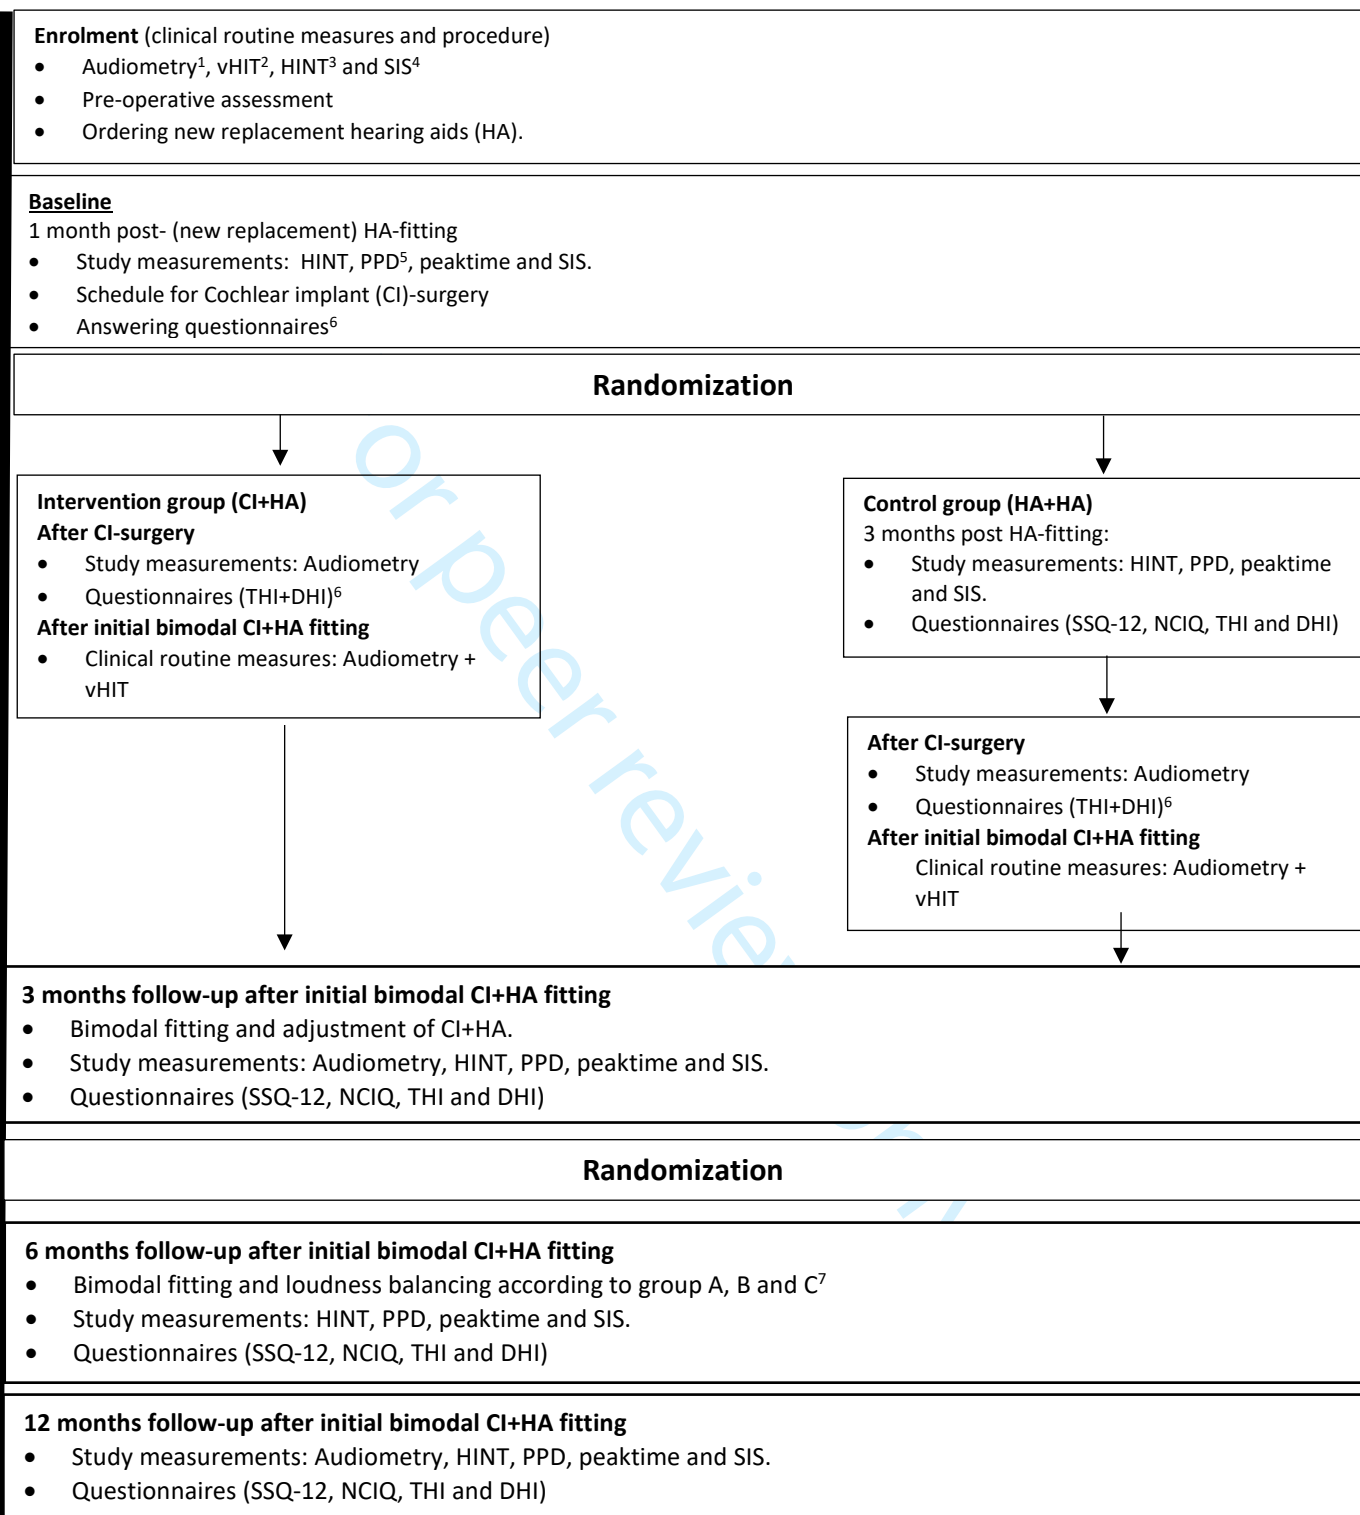 Enrolment (clinical routine measures and procedure)
• Audiometry¹, vHIT², HINT³ and SIS⁴
• Pre-operative assessment
• Ordering new replacement hearing aids (HA).
Baseline
1 month post- (new replacement) HA-fitting
• Study measurements: HINT, PPD⁵, peaktime and SIS.
• Schedule for Cochlear implant (CI)-surgery
• Answering questionnaires⁶
Randomization
Intervention group (CI+HA)
After CI-surgery
• Study measurements: Audiometry
• Questionnaires (THI+DHI)⁶
After initial bimodal CI+HA fitting
• Clinical routine measures: Audiometry +
vHIT
Control group (HA+HA)
3 months post HA-fitting:
• Study measurements: HINT, PPD, peaktime
and SIS.
• Questionnaires (SSQ-12, NCIQ, THI and DHI)
After CI-surgery
• Study measurements: Audiometry
• Questionnaires (THI+DHI)⁶
After initial bimodal CI+HA fitting
Clinical routine measures: Audiometry +
vHIT
or peer review
3 months follow-up after initial bimodal CI+HA fitting
• Bimodal fitting and adjustment of CI+HA.
• Study measurements: Audiometry, HINT, PPD, peaktime and SIS.
• Questionnaires (SSQ-12, NCIQ, THI and DHI)
Randomization
6 months follow-up after initial bimodal CI+HA fitting
• Bimodal fitting and loudness balancing according to group A, B and C⁷
• Study measurements: HINT, PPD, peaktime and SIS.
• Questionnaires (SSQ-12, NCIQ, THI and DHI)
12 months follow-up after initial bimodal CI+HA fitting
• Study measurements: Audiometry, HINT, PPD, peaktime and SIS.
• Questionnaires (SSQ-12, NCIQ, THI and DHI)